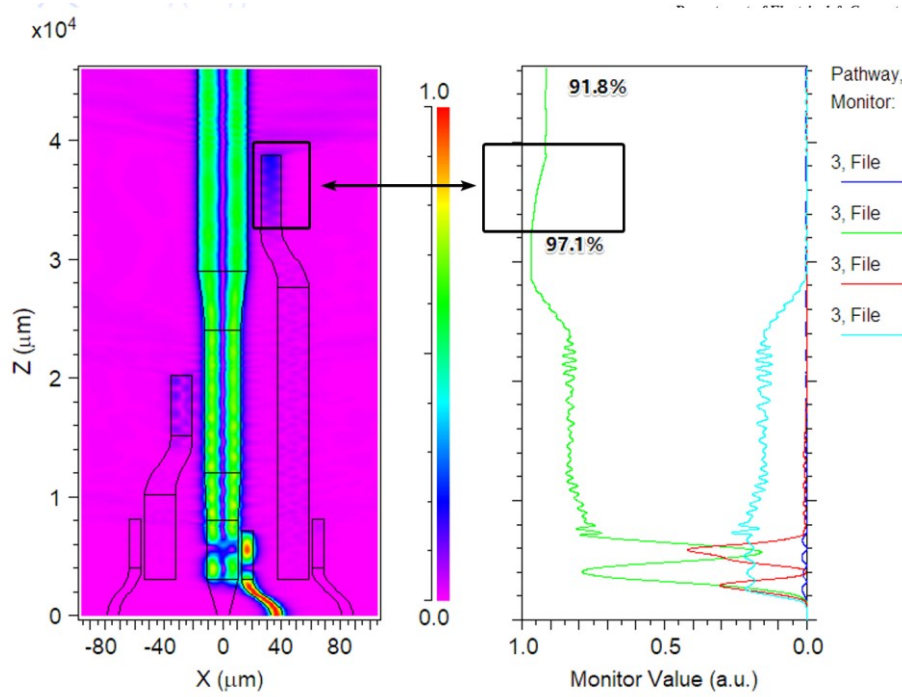 x10⁴
4
3
2
1
0
Z (μm)
-80
-40
0
40
80
X (μm)
1.0
0.0
91.8%
97.1%
1.0
0.5
0.0
Monitor Value (a.u.)
Pathway,
Monitor:
3, File
3, File
3, File
3, File